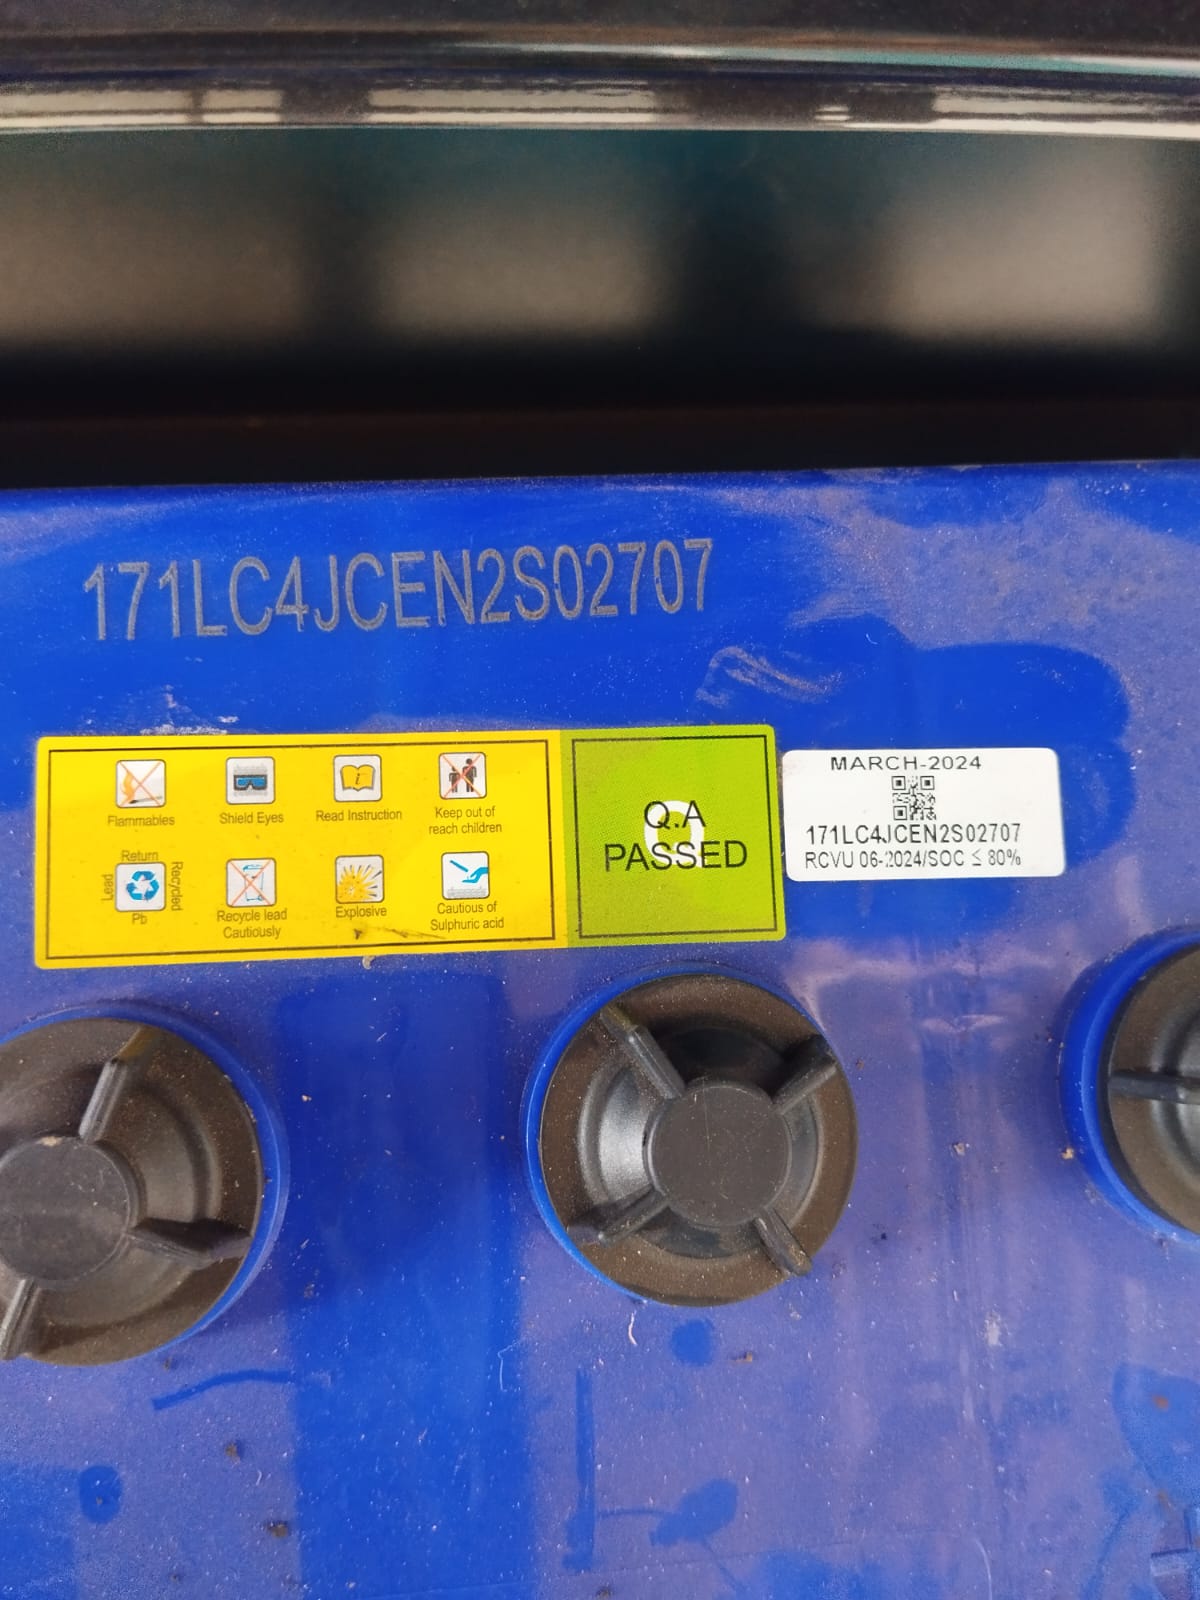 171LC4JCEN2S02707
Flammables
Shield Eyes
Read Instruction
Keep out of
reach children
Return
Lead
Recycled
Pb
Recycle lead
Cautiously
Explosive
Cautious of
Sulphuric acid
Q.A
PASSED
MARCH-2024
171LC4JCEN2S02707
RCVU 06-2024/SOC ≤ 80%